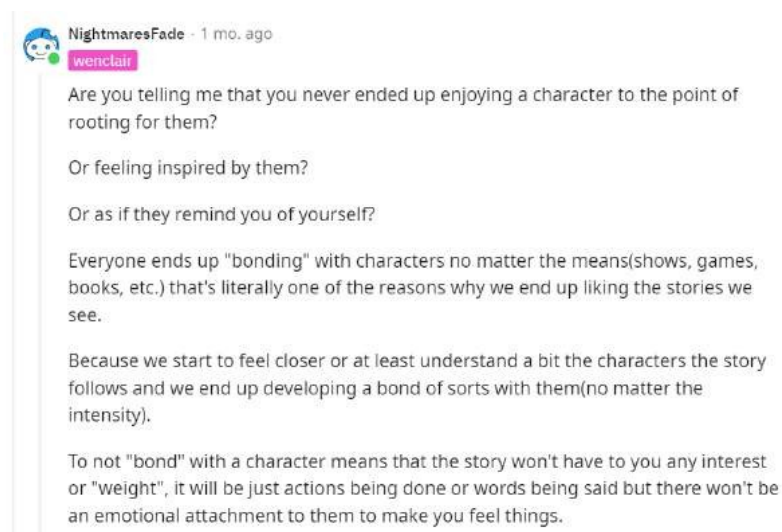 NightmaresFade · 1 mo. ago
wenclair
Are you telling me that you never ended up enjoying a character to the point of
rooting for them?
Or feeling inspired by them?
Or as if they remind you of yourself?
Everyone ends up "bonding" with characters no matter the means(shows, games,
books, etc.) that's literally one of the reasons why we end up liking the stories we
see.
Because we start to feel closer or at least understand a bit the characters the story
follows and we end up developing a bond of sorts with them(no matter the
intensity).
To not "bond" with a character means that the story won't have to you any interest
or "weight", it will be just actions being done or words being said but there won't be
an emotional attachment to them to make you feel things.